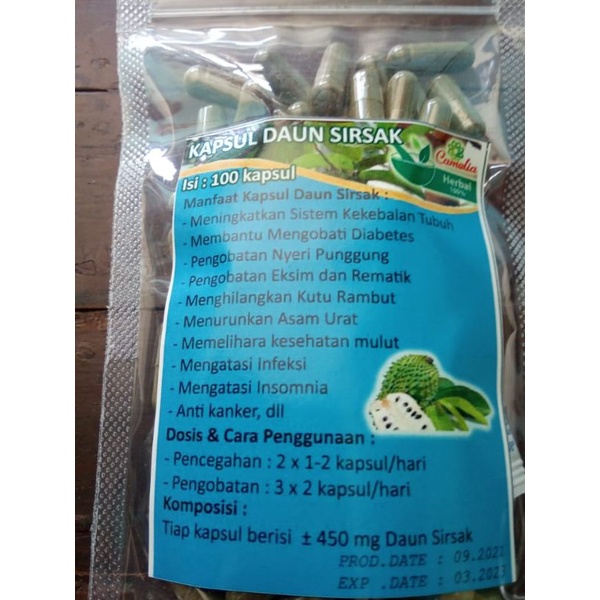 KAPSUL DAUN SIRSAK
Camelia
Herbal
100%
Isi : 100 kapsul
Manfaat Kapsul Daun Sirsak :
- Meningkatkan Sistem Kekebalan Tubuh
- Membantu Mengobati Diabetes
- Pengobatan Nyeri Punggung
- Pengobatan Eksim dan Rematik
- Menghilangkan Kutu Rambut
- Menurunkan Asam Urat
- Memelihara kesehatan mulut
- Mengatasi Infeksi
- Mengatasi Insomnia
- Anti kanker, dll
Dosis & Cara Penggunaan :
- Pencegahan : 2 x 1-2 kapsul/hari
- Pengobatan : 3 x 2 kapsul/hari
Komposisi :
Tiap kapsul berisi ± 450 mg Daun Sirsak
PROD.DATE : 09.2021
EXP .DATE : 03.2023